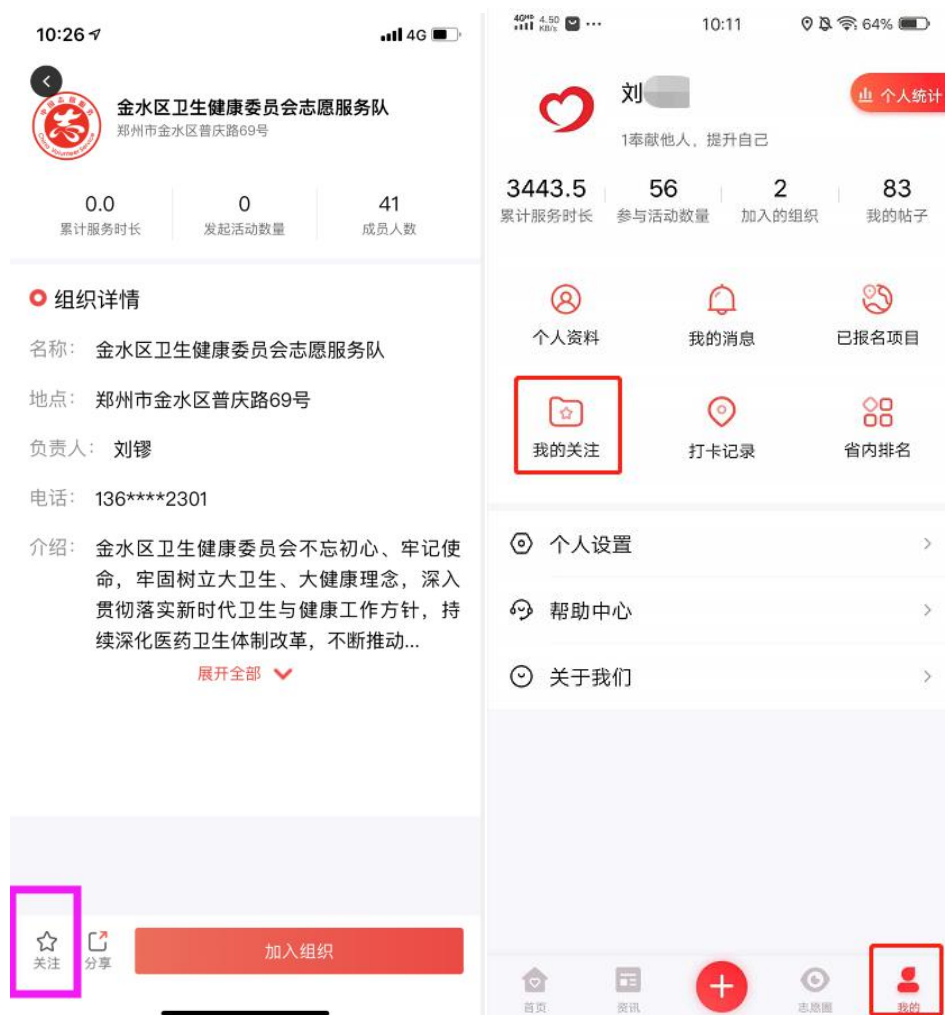 10:26
4G
金水区卫生健康委员会志愿服务队
郑州市金水区普庆路69号
0.0
0
41
累计服务时长
发起活动数量
成员人数
组织详情
名称： 金水区卫生健康委员会志愿服务队
地点： 郑州市金水区普庆路69号
负责人： 刘镠
电话： 136****2301
介绍： 金水区卫生健康委员会不忘初心、牢记使
命，牢固树立大卫生、大健康理念，深入
贯彻落实新时代卫生与健康工作方针，持
续深化医药卫生体制改革，不断推动...
展开全部
关注
分享
加入组织
4GHD 4.50 KB/s ··· 10:11 64%
刘
个人统计
1奉献他人，提升自己
3443.5
56
2
83
累计服务时长
参与活动数量
加入的组织
我的帖子
个人资料
我的消息
已报名项目
我的关注
打卡记录
省内排名
个人设置
帮助中心
关于我们
首页
资讯
志愿圈
我的